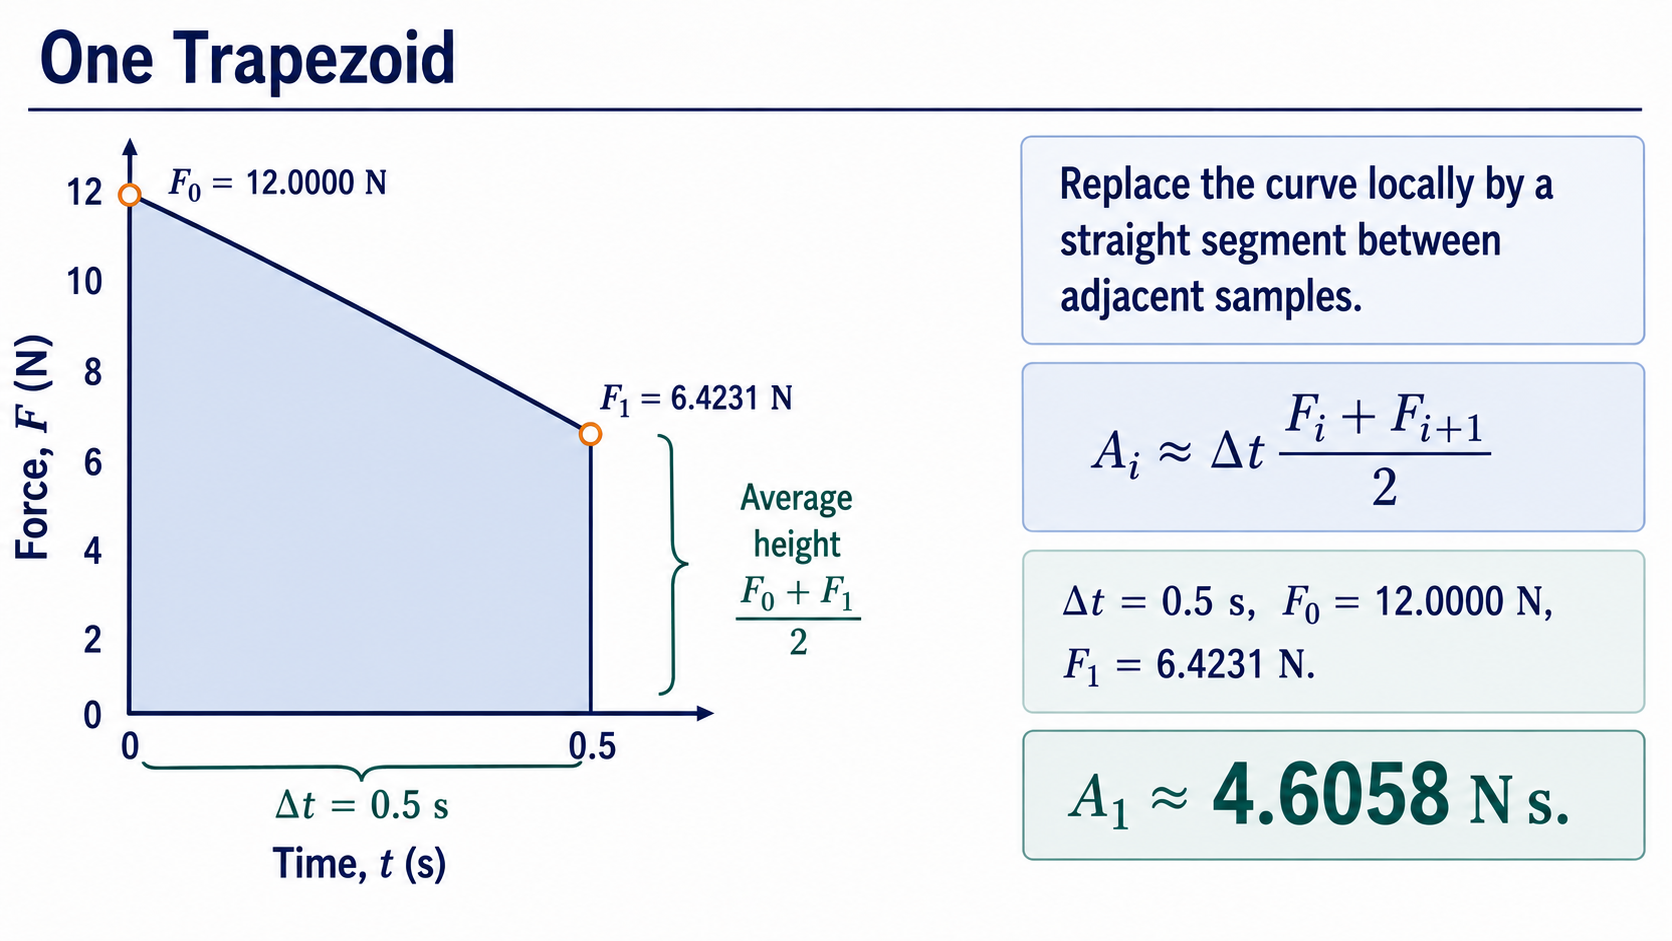 One Trapezoid
12
10
8
6
4
2
0
Force, F (N)
F₀ = 12.0000 N
F₁ = 6.4231 N
Average
height
F₀ + F₁
2
0
0.5
Δt = 0.5 s
Time, t (s)
Replace the curve locally by a
straight segment between
adjacent samples.
Aᵢ ≈ Δt (Fᵢ + Fᵢ₊₁)/2
Δt = 0.5 s, F₀ = 12.0000 N,
F₁ = 6.4231 N.
A₁ ≈ 4.6058 N s.